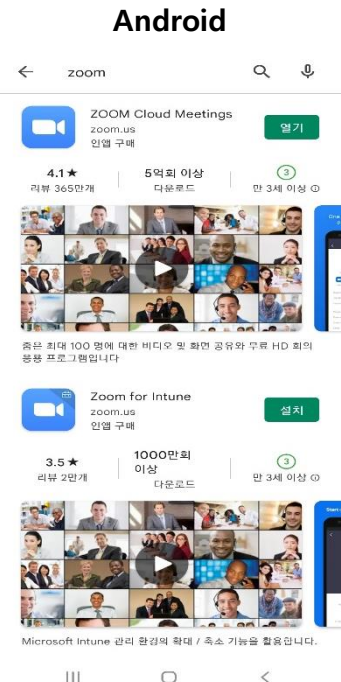 Android
zoom
ZOOM Cloud Meetings
zoom.us
인앱 구매
열기
4.1★
리뷰 365만개
5억회 이상
다운로드
3
만 3세 이상
줌은 최대 100 명에 대한 비디오 및 화면 공유와 무료 HD 회의
응용 프로그램입니다
Zoom for Intune
zoom.us
인앱 구매
설치
3.5★
리뷰 2만개
1000만회
이상
다운로드
3
만 3세 이상
Microsoft Intune 관리 환경의 확대 / 축소 기능을 활용합니다.